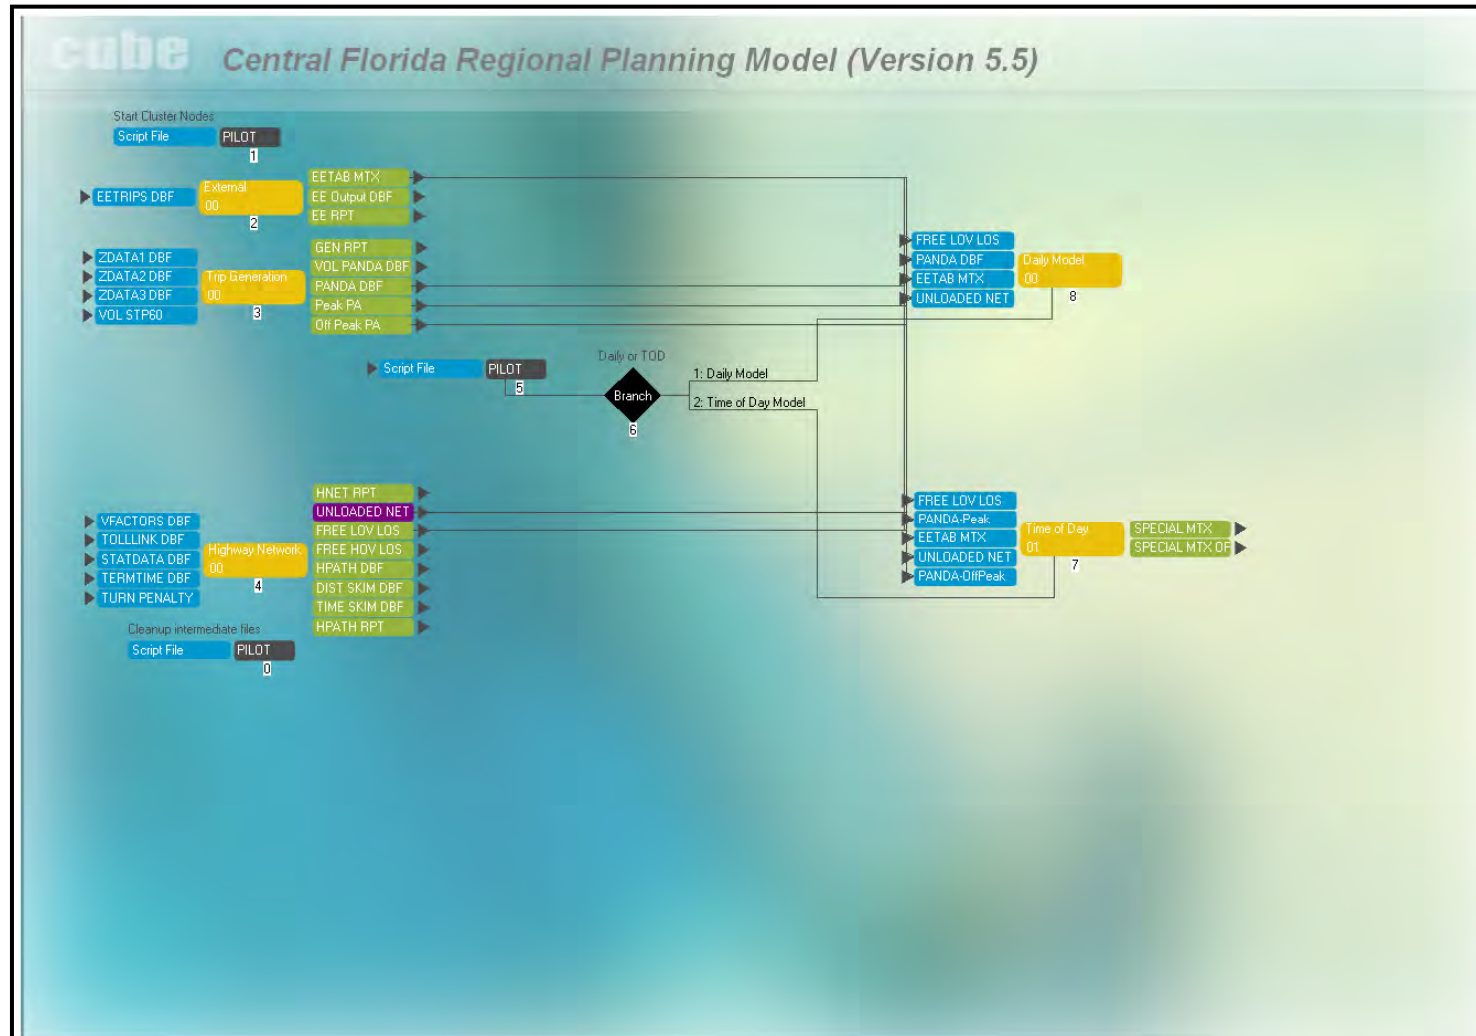 cube
Central Florida Regional Planning Model (Version 5.5)
Start Cluster Nodes
Script File
PILOT
1
EETRIPS DBF
External
00
2
EETAB MTX
EE Output DBF
EE RPT
ZDATA1 DBF
ZDATA2 DBF
ZDATA3 DBF
VOL STP60
Trip Generation
00
3
GEN RPT
VOL PANDA DBF
PANDA DBF
Peak PA
Off Peak PA
FREE LOV LOS
PANDA DBF
EETAB MTX
UNLOADED NET
Daily Model
00
8
Script File
PILOT
5
Daily or TOD
Branch
6
1: Daily Model
2: Time of Day Model
VFACTORS DBF
TOLLLINK DBF
STATDATA DBF
TERMTIME DBF
TURN PENALTY
Highway Network
00
4
HNET RPT
UNLOADED NET
FREE LOV LOS
FREE HOV LOS
HPATH DBF
DIST SKIM DBF
TIME SKIM DBF
HPATH RPT
FREE LOV LOS
PANDA-Peak
EETAB MTX
UNLOADED NET
PANDA-OffPeak
Time of Day
01
7
SPECIAL MTX
SPECIAL MTX OF
Cleanup intermediate files
Script File
PILOT
0